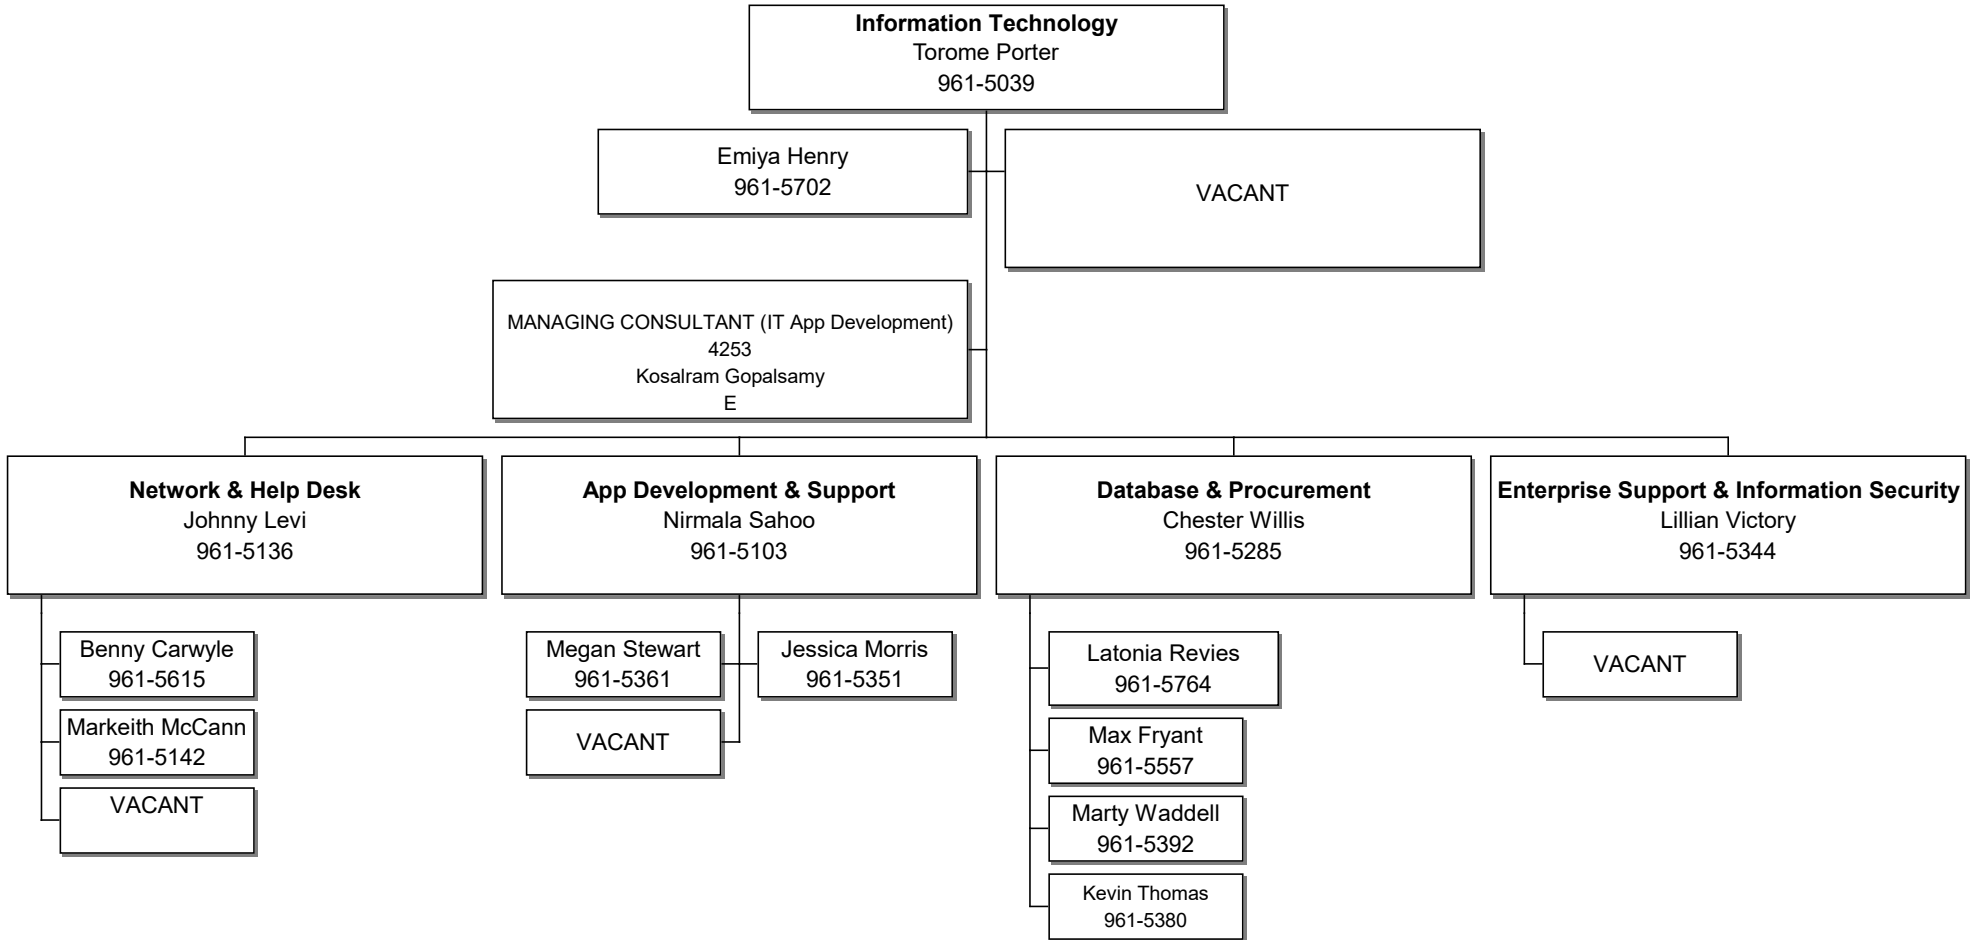 Information Technology
Torome Porter
961-5039
Emiya Henry
961-5702
VACANT
MANAGING CONSULTANT (IT App Development)
4253
Kosalram Gopalsamy
E
Network & Help Desk
Johnny Levi
961-5136
App Development & Support
Nirmala Sahoo
961-5103
Database & Procurement
Chester Willis
961-5285
Enterprise Support & Information Security
Lillian Victory
961-5344
Benny Carwyle
961-5615
Markeith McCann
961-5142
VACANT
Megan Stewart
961-5361
Jessica Morris
961-5351
VACANT
Latonia Revies
961-5764
Max Fryant
961-5557
Marty Waddell
961-5392
Kevin Thomas
961-5380
VACANT